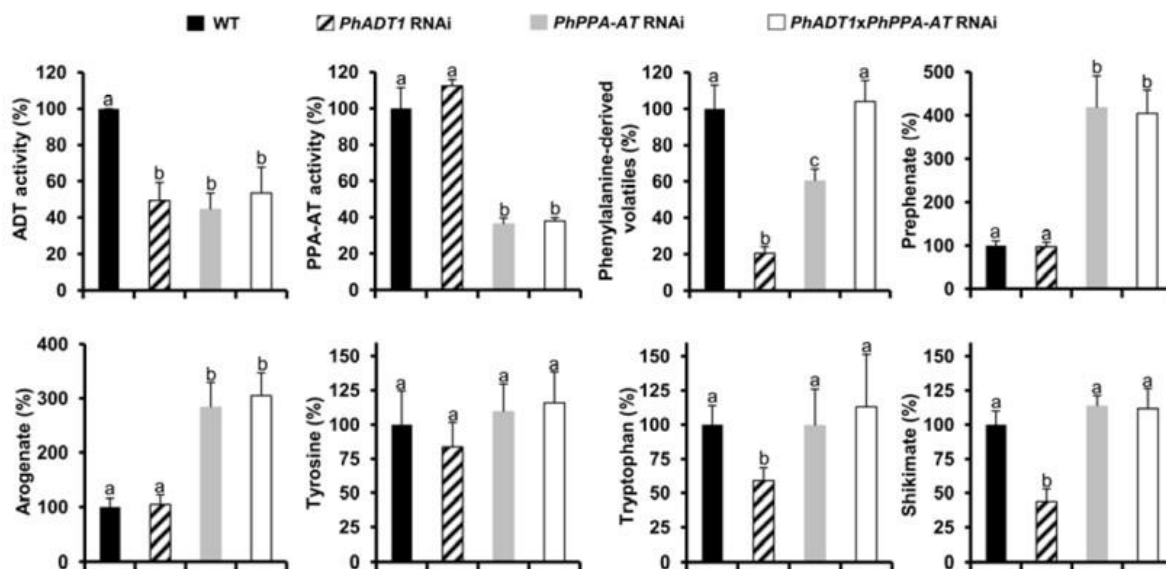 WT PhADT1 RNAi PhPPA-AT RNAi PhADT1xPhPPA-AT RNAi
ADT activity (%)
120
100
80
60
40
20
0
a b b b
PPA-AT activity (%)
120
100
80
60
40
20
0
a a b b
Phenylalanine-derived
volatiles (%)
120
100
80
60
40
20
0
a b c a
Prephenate (%)
500
400
300
200
100
0
a a b b
Arogenate (%)
400
300
200
100
0
a a b b
Tyrosine (%)
150
125
100
75
50
25
0
a a a a
Tryptophan (%)
150
125
100
75
50
25
0
a b a a
Shikimate (%)
150
125
100
75
50
25
0
a b a a